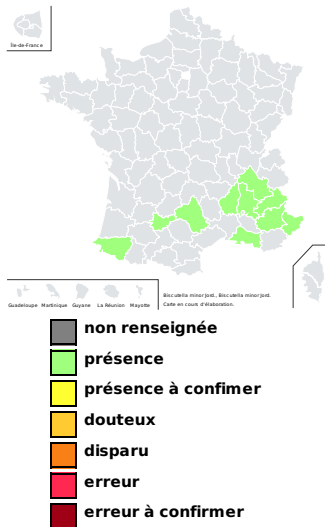 Île-de-France
Biscutella minor Jord., Biscutella minor Jord.
Carte en cours d'élaboration.
Guadeloupe Martinique Guyane La Réunion Mayotte
non renseignée
présence
présence à confimer
douteux
disparu
erreur
erreur à confirmer